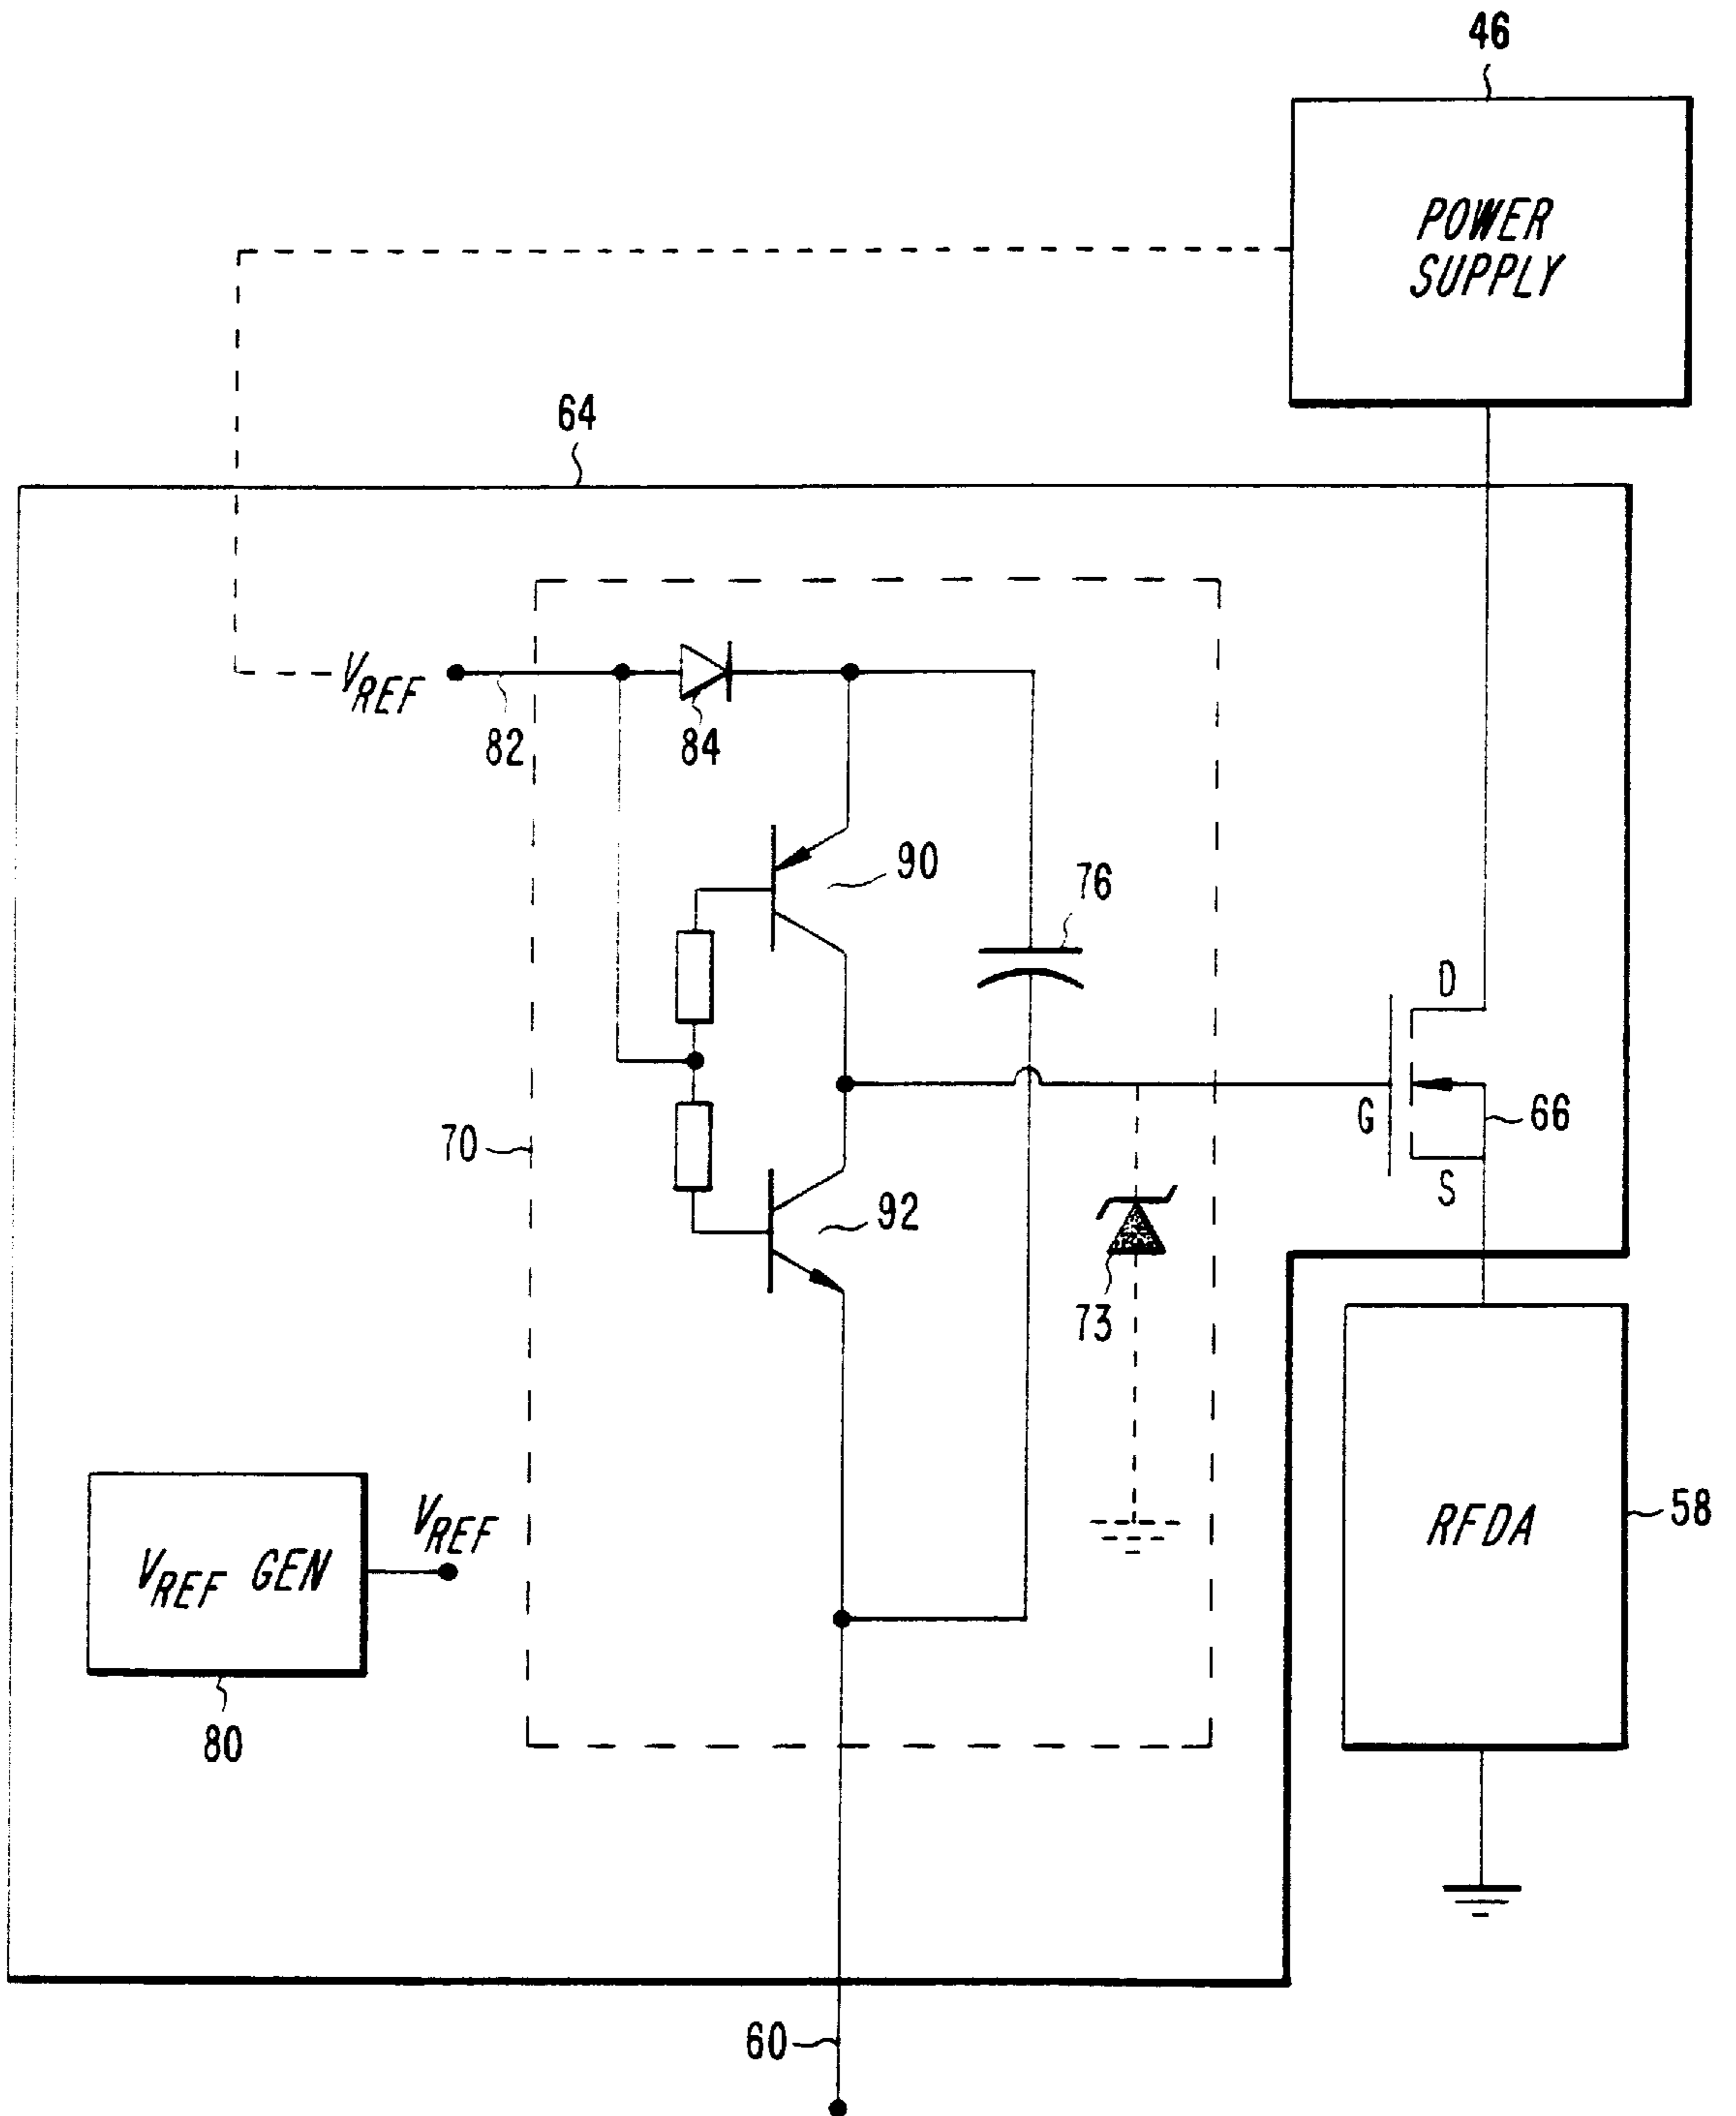 46
POWER
SUPPLY
64
VREF
82
84
90
76
D
G
66
S
70
92
73
VREF GEN
VREF
80
RFDA
58
60